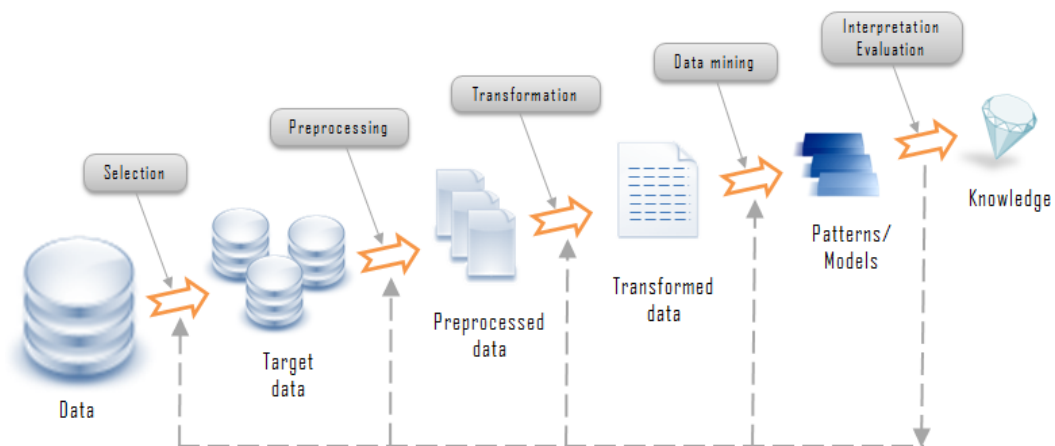 Interpretation
Evaluation
Data mining
Transformation
Preprocessing
Selection
Knowledge
Patterns/
Models
Transformed
data
Preprocessed
data
Target
data
Data